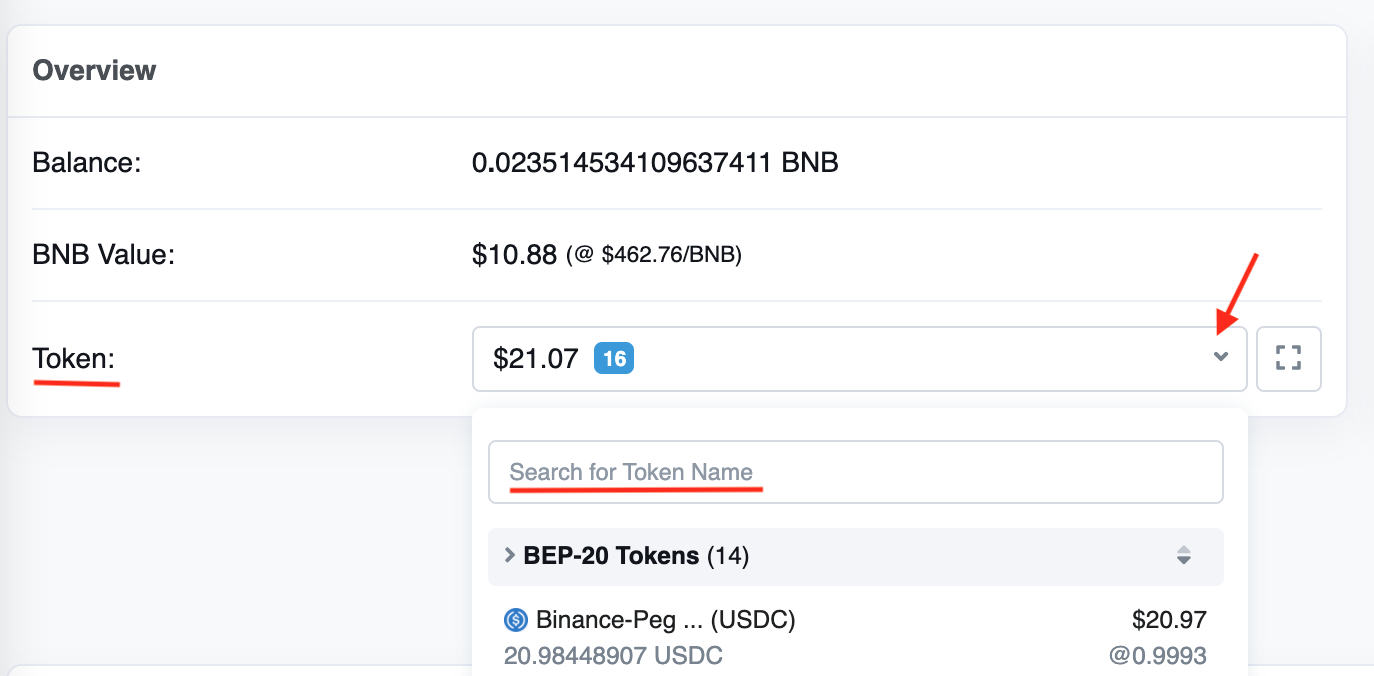 Overview
Balance: 0.023514534109637411 BNB
BNB Value: $10.88 (@ $462.76/BNB)
Token: $21.07 16
Search for Token Name
BEP-20 Tokens (14)
Binance-Peg ... (USDC) $20.97
20.98448907 USDC @0.9993